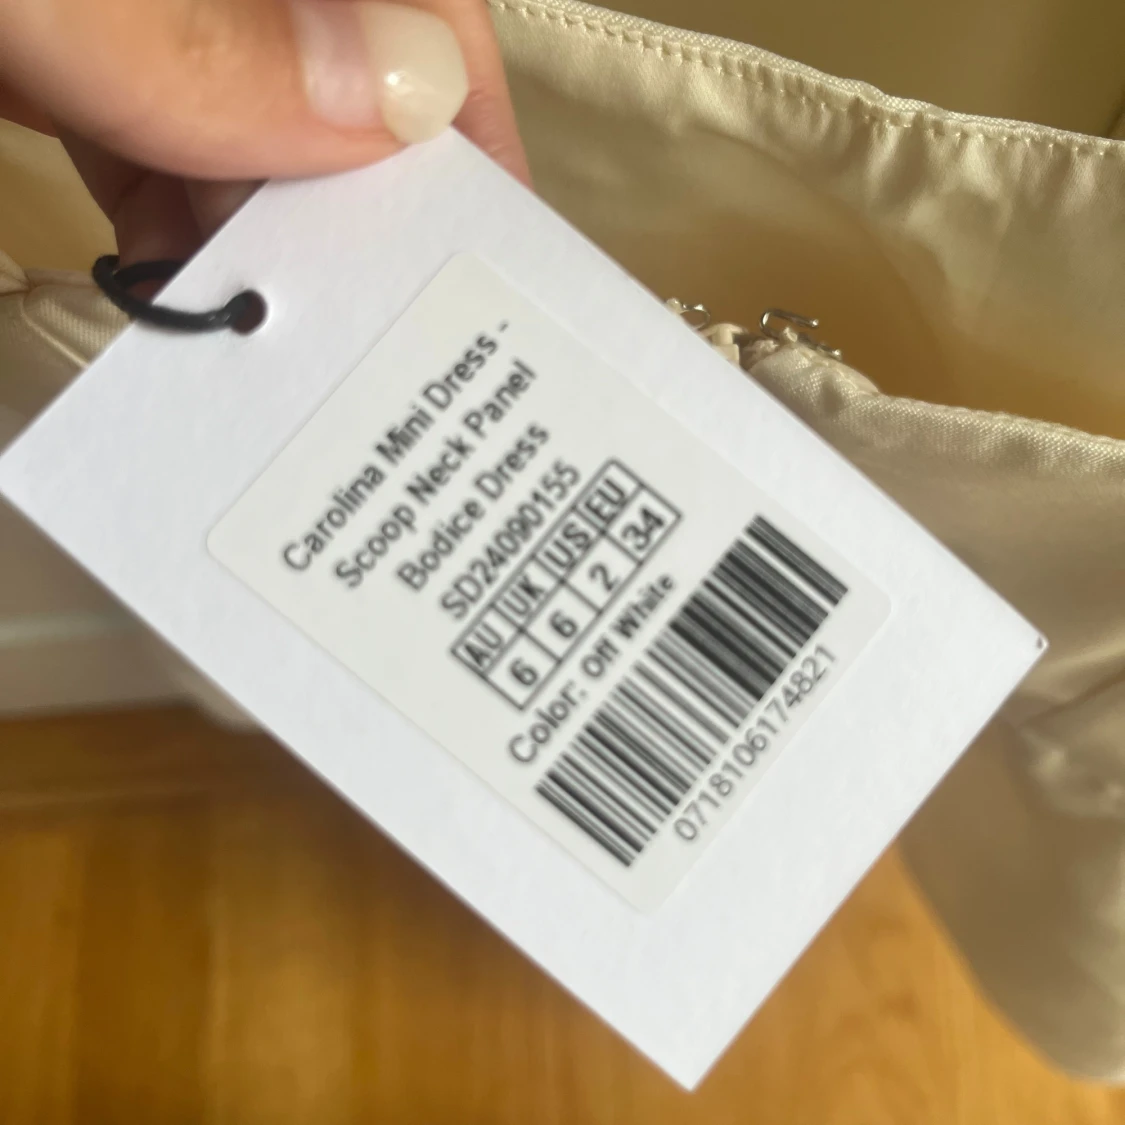 Carolina Mini Dress -
Scoop Neck Panel
Bodice Dress
SD24090155
AU UK US EU
6 6 2 34
Color: Off White
0718106174821